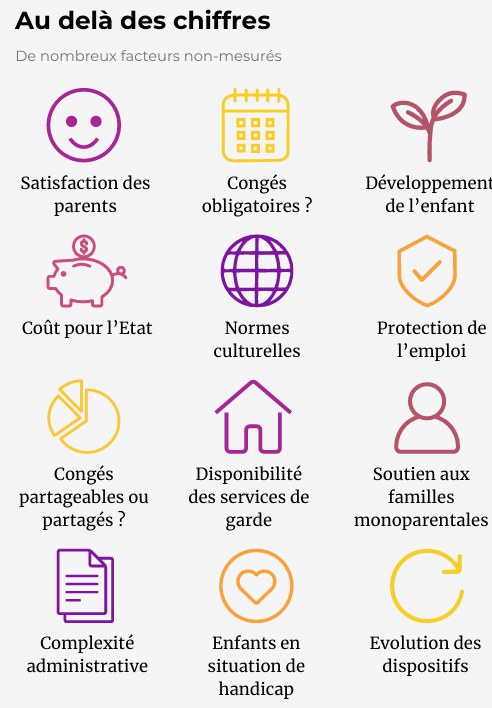 Au delà des chiffres
De nombreux facteurs non-mesurés
Satisfaction des
parents
Congés
obligatoires ?
Développement
de l'enfant
$
Coût pour l'Etat
Normes
culturelles
Protection de
l'emploi
Congés
partageables ou
partagés ?
Disponibilité
des services de
garde
Soutien aux
familles
monoparentales
Complexité
administrative
Enfants en
situation de
handicap
Evolution des
dispositifs